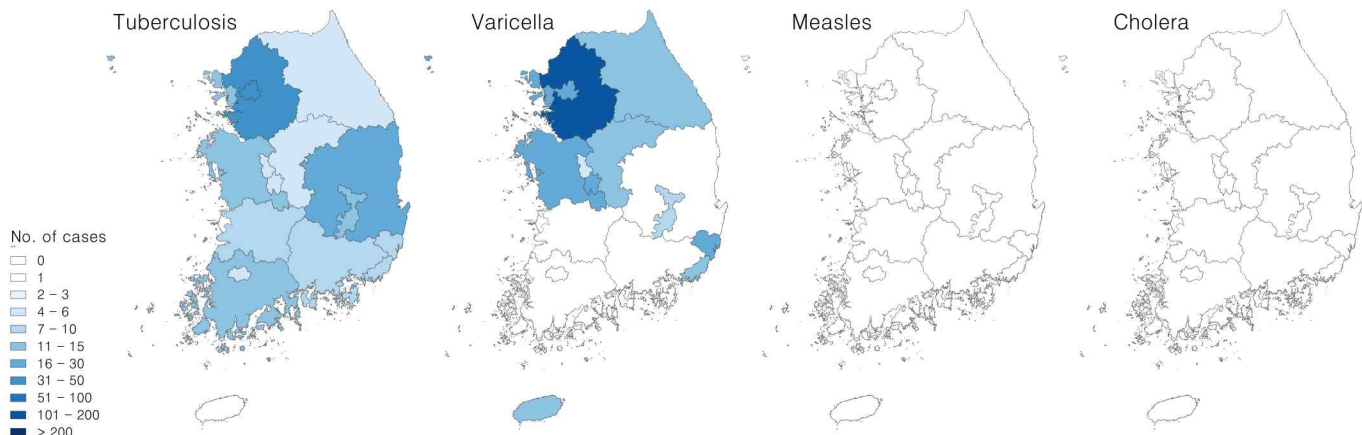 Tuberculosis
Varicella
Measles
Cholera
No. of cases
0
1
2 – 3
4 – 6
7 – 10
11 – 15
16 – 30
31 – 50
51 – 100
101 – 200
> 200